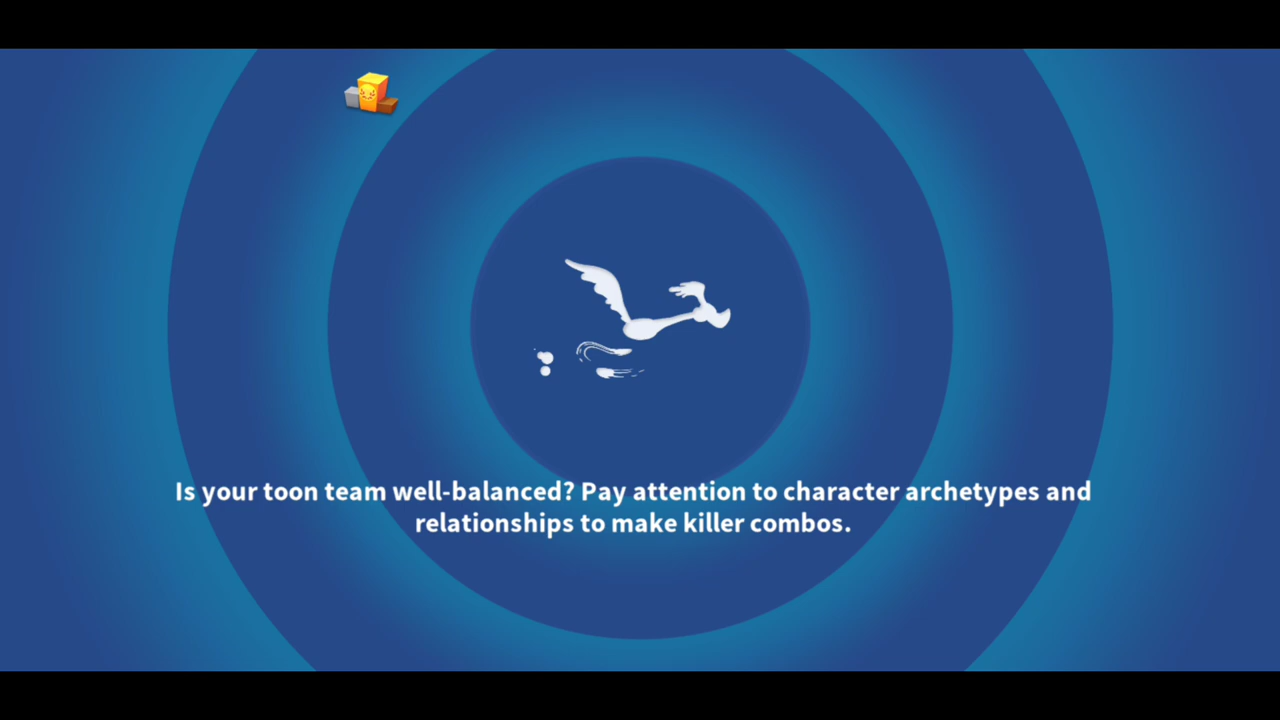 Is your toon team well-balanced? Pay attention to character archetypes and
relationships to make killer combos.